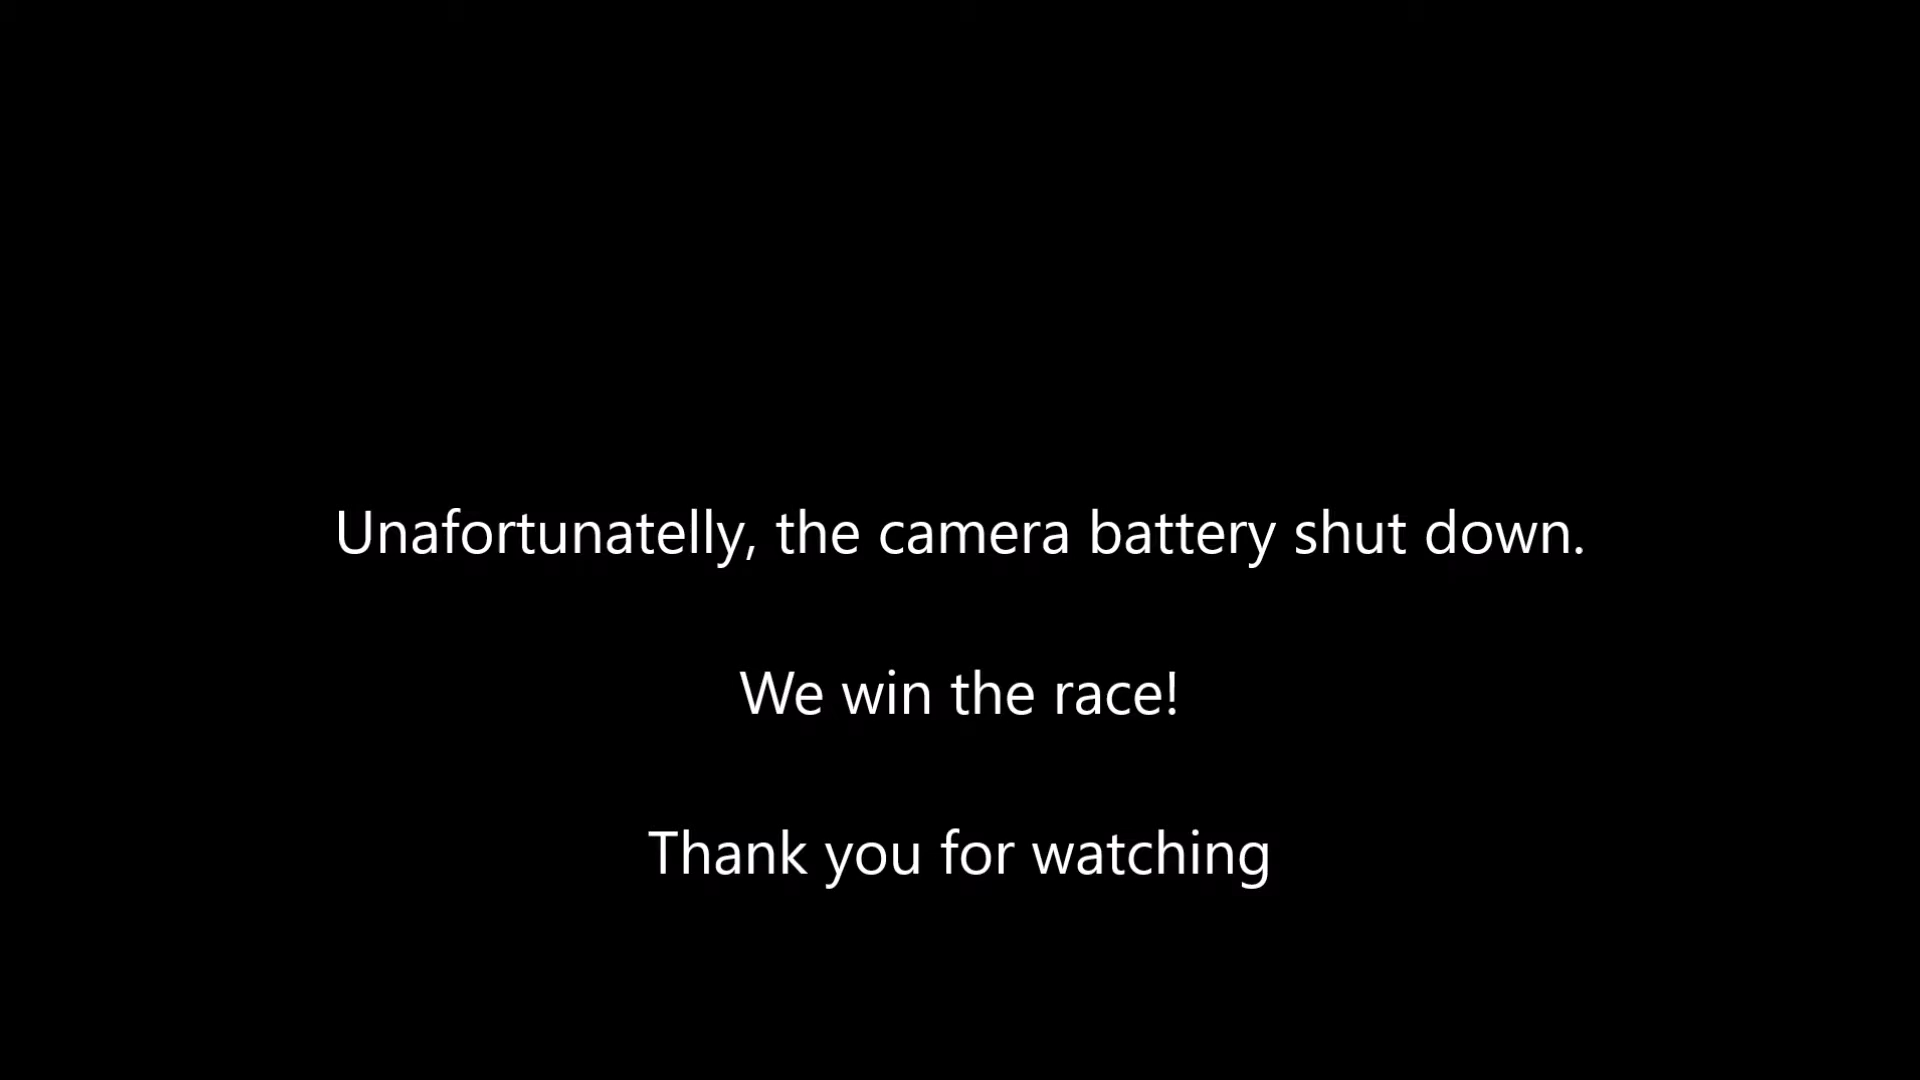 Unafortunatelly, the camera battery shut down.
We win the race!
Thank you for watching